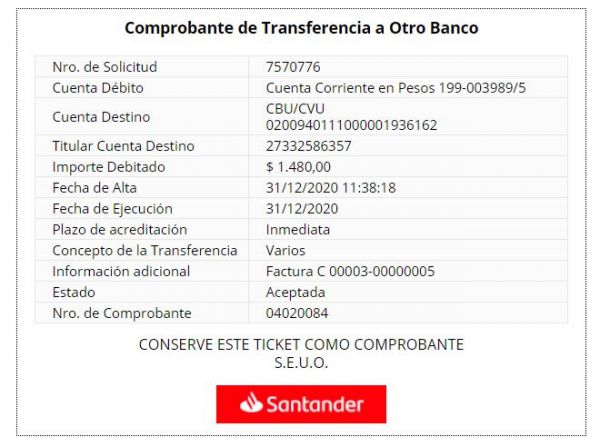 Comprobante de Transferencia a Otro Banco
Nro. de Solicitud 7570776
Cuenta Débito Cuenta Corriente en Pesos 199-003989/5
Cuenta Destino CBU/CVU
0200940111000001936162
Titular Cuenta Destino 27332586357
Importe Debitado $ 1.480,00
Fecha de Alta 31/12/2020 11:38:18
Fecha de Ejecución 31/12/2020
Plazo de acreditación Inmediata
Concepto de la Transferencia Varios
Información adicional Factura C 00003-00000005
Estado Aceptada
Nro. de Comprobante 04020084
CONSERVE ESTE TICKET COMO COMPROBANTE
S.E.U.O.
Santander